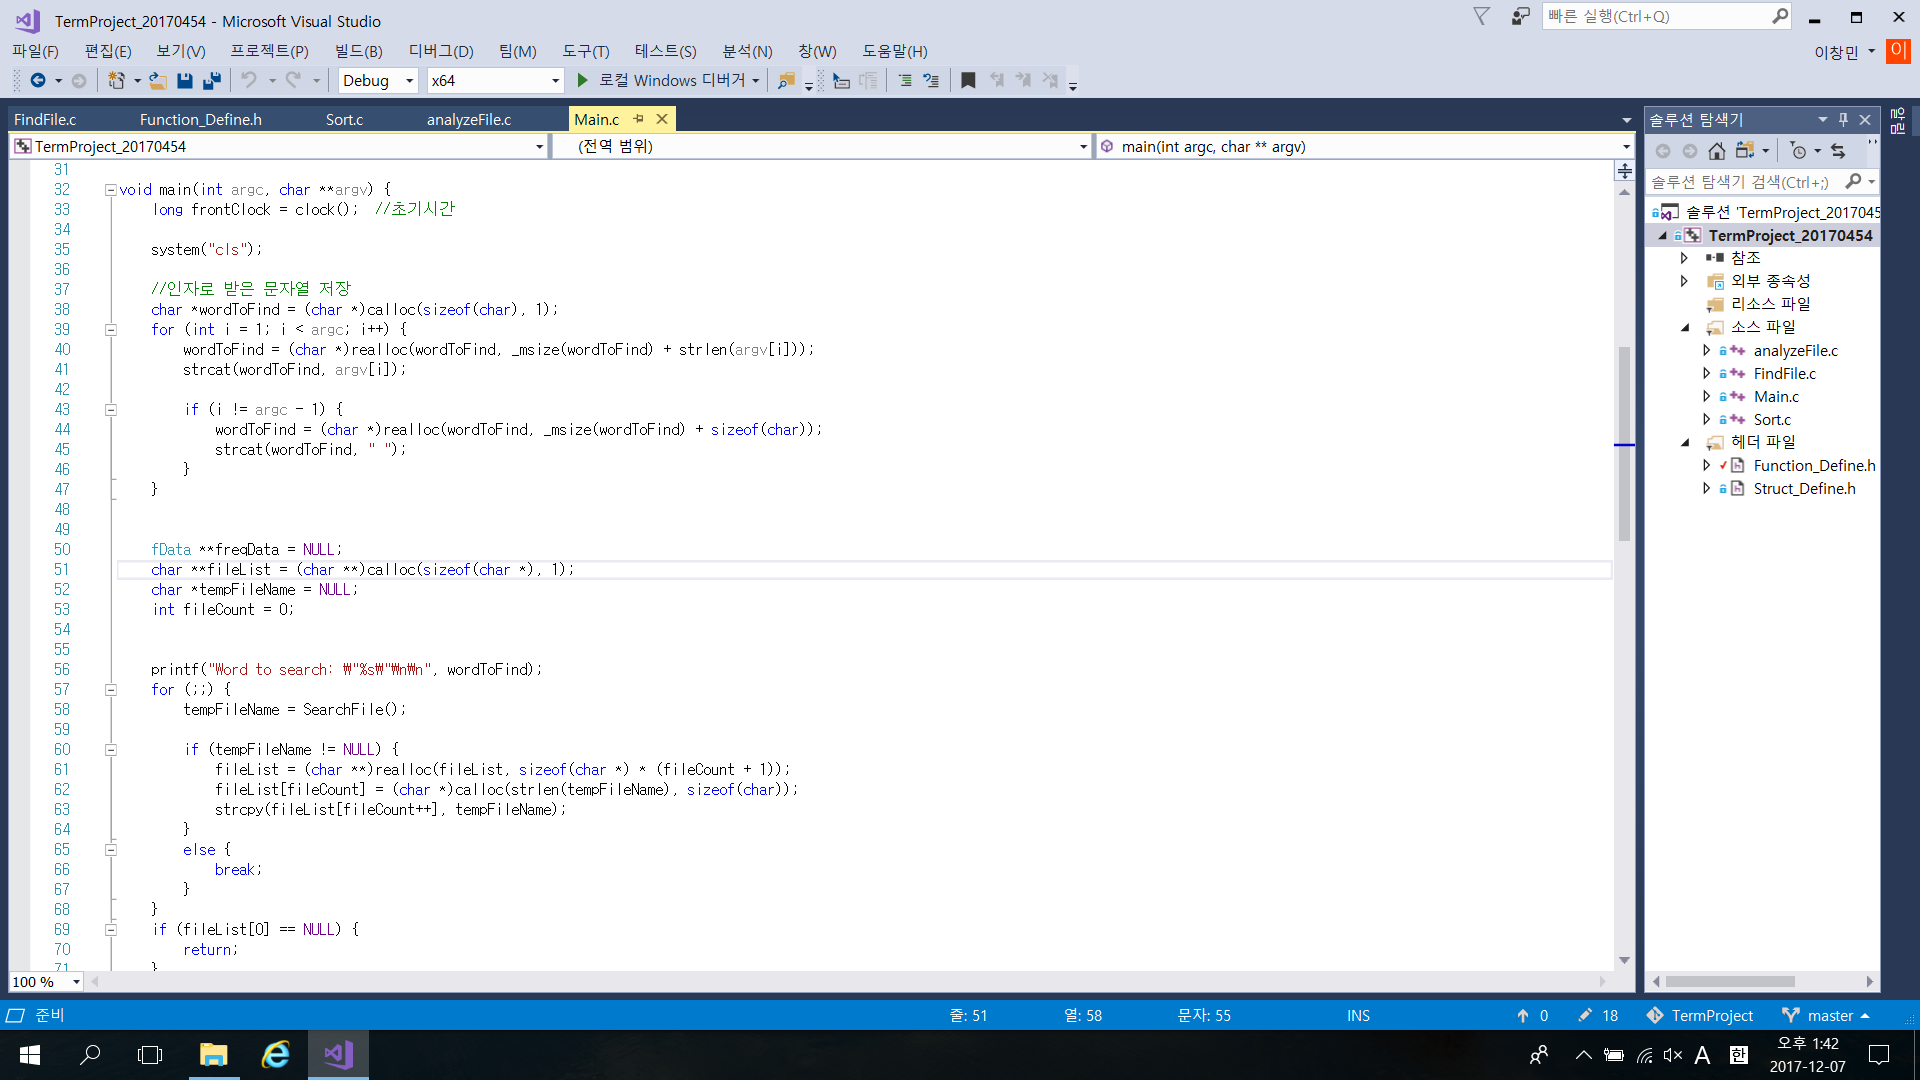 TermProject_20170454 - Microsoft Visual Studio
빠른 실행(Ctrl+Q)
파일(F) 편집(E) 보기(V) 프로젝트(P) 빌드(B) 디버그(D) 팀(M) 도구(T) 테스트(S) 분석(N) 창(W) 도움말(H)
이창민 이
Debug x64 로컬 Windows 디버거
FindFile.c Function_Define.h Sort.c analyzeFile.c Main.c
TermProject_20170454 (전역 범위) main(int argc, char ** argv)
31
32 void main(int argc, char **argv) {
33 long frontClock = clock(); //초기시간
34
35 system("cls");
36
37 //인자로 받은 문자열 저장
38 char *wordToFind = (char *)calloc(sizeof(char), 1);
39 for (int i = 1; i < argc; i++) {
40 wordToFind = (char *)realloc(wordToFind, _msize(wordToFind) + strlen(argv[i]));
41 strcat(wordToFind, argv[i]);
42
43 if (i != argc - 1) {
44 wordToFind = (char *)realloc(wordToFind, _msize(wordToFind) + sizeof(char));
45 strcat(wordToFind, " ");
46 }
47 }
48
49
50 fData **freqData = NULL;
51 char **fileList = (char **)calloc(sizeof(char *), 1);
52 char *tempFileName = NULL;
53 int fileCount = 0;
54
55
56 printf("Word to search: ₩"%s₩"₩n₩n", wordToFind);
57 for (;;) {
58 tempFileName = SearchFile();
59
60 if (tempFileName != NULL) {
61 fileList = (char **)realloc(fileList, sizeof(char *) * (fileCount + 1));
62 fileList[fileCount] = (char *)calloc(strlen(tempFileName), sizeof(char));
63 strcpy(fileList[fileCount++], tempFileName);
64 }
65 else {
66 break;
67 }
68 }
69 if (fileList[0] == NULL) {
70 return;
71 }
100 %
솔루션 탐색기
솔루션 탐색기 검색(Ctrl+;)
솔루션 'TermProject_2017045
TermProject_20170454
참조
외부 종속성
리소스 파일
소스 파일
analyzeFile.c
FindFile.c
Main.c
Sort.c
헤더 파일
Function_Define.h
Struct_Define.h
알림
준비 줄: 51 열: 58 문자: 55 INS 0 18 TermProject master
A 한 오후 1:42
2017-12-07